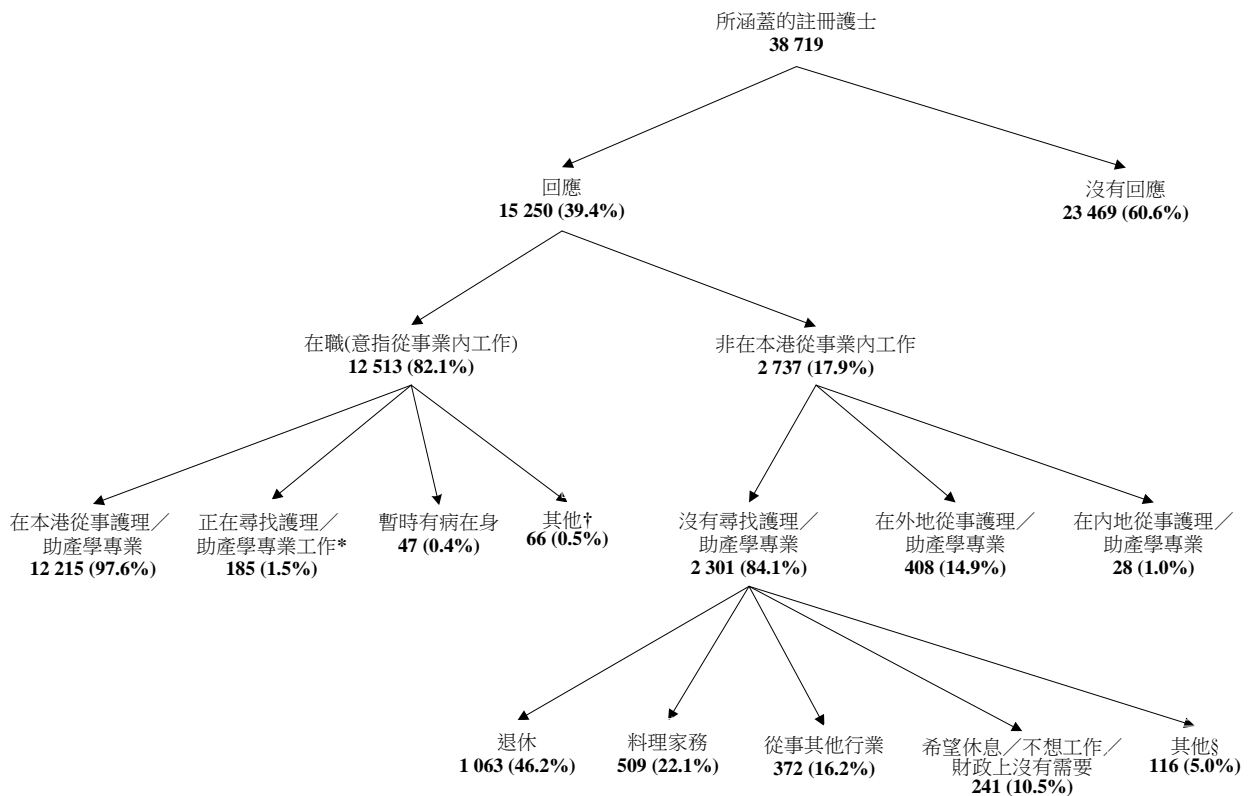 所涵蓋的註冊護士
38 719
回應
15 250 (39.4%)
沒有回應
23 469 (60.6%)
在職(意指從事業內工作)
12 513 (82.1%)
非在本港從事業內工作
2 737 (17.9%)
在本港從事護理／
助產學專業
12 215 (97.6%)
正在尋找護理／
助產學專業工作*
185 (1.5%)
暫時有病在身
47 (0.4%)
其他†
66 (0.5%)
沒有尋找護理／
助產學專業
2 301 (84.1%)
在外地從事護理／
助產學專業
408 (14.9%)
在內地從事護理／
助產學專業
28 (1.0%)
退休
1 063 (46.2%)
料理家務
509 (22.1%)
從事其他行業
372 (16.2%)
希望休息／不想工作／
財政上沒有需要
241 (10.5%)
其他§
116 (5.0%)